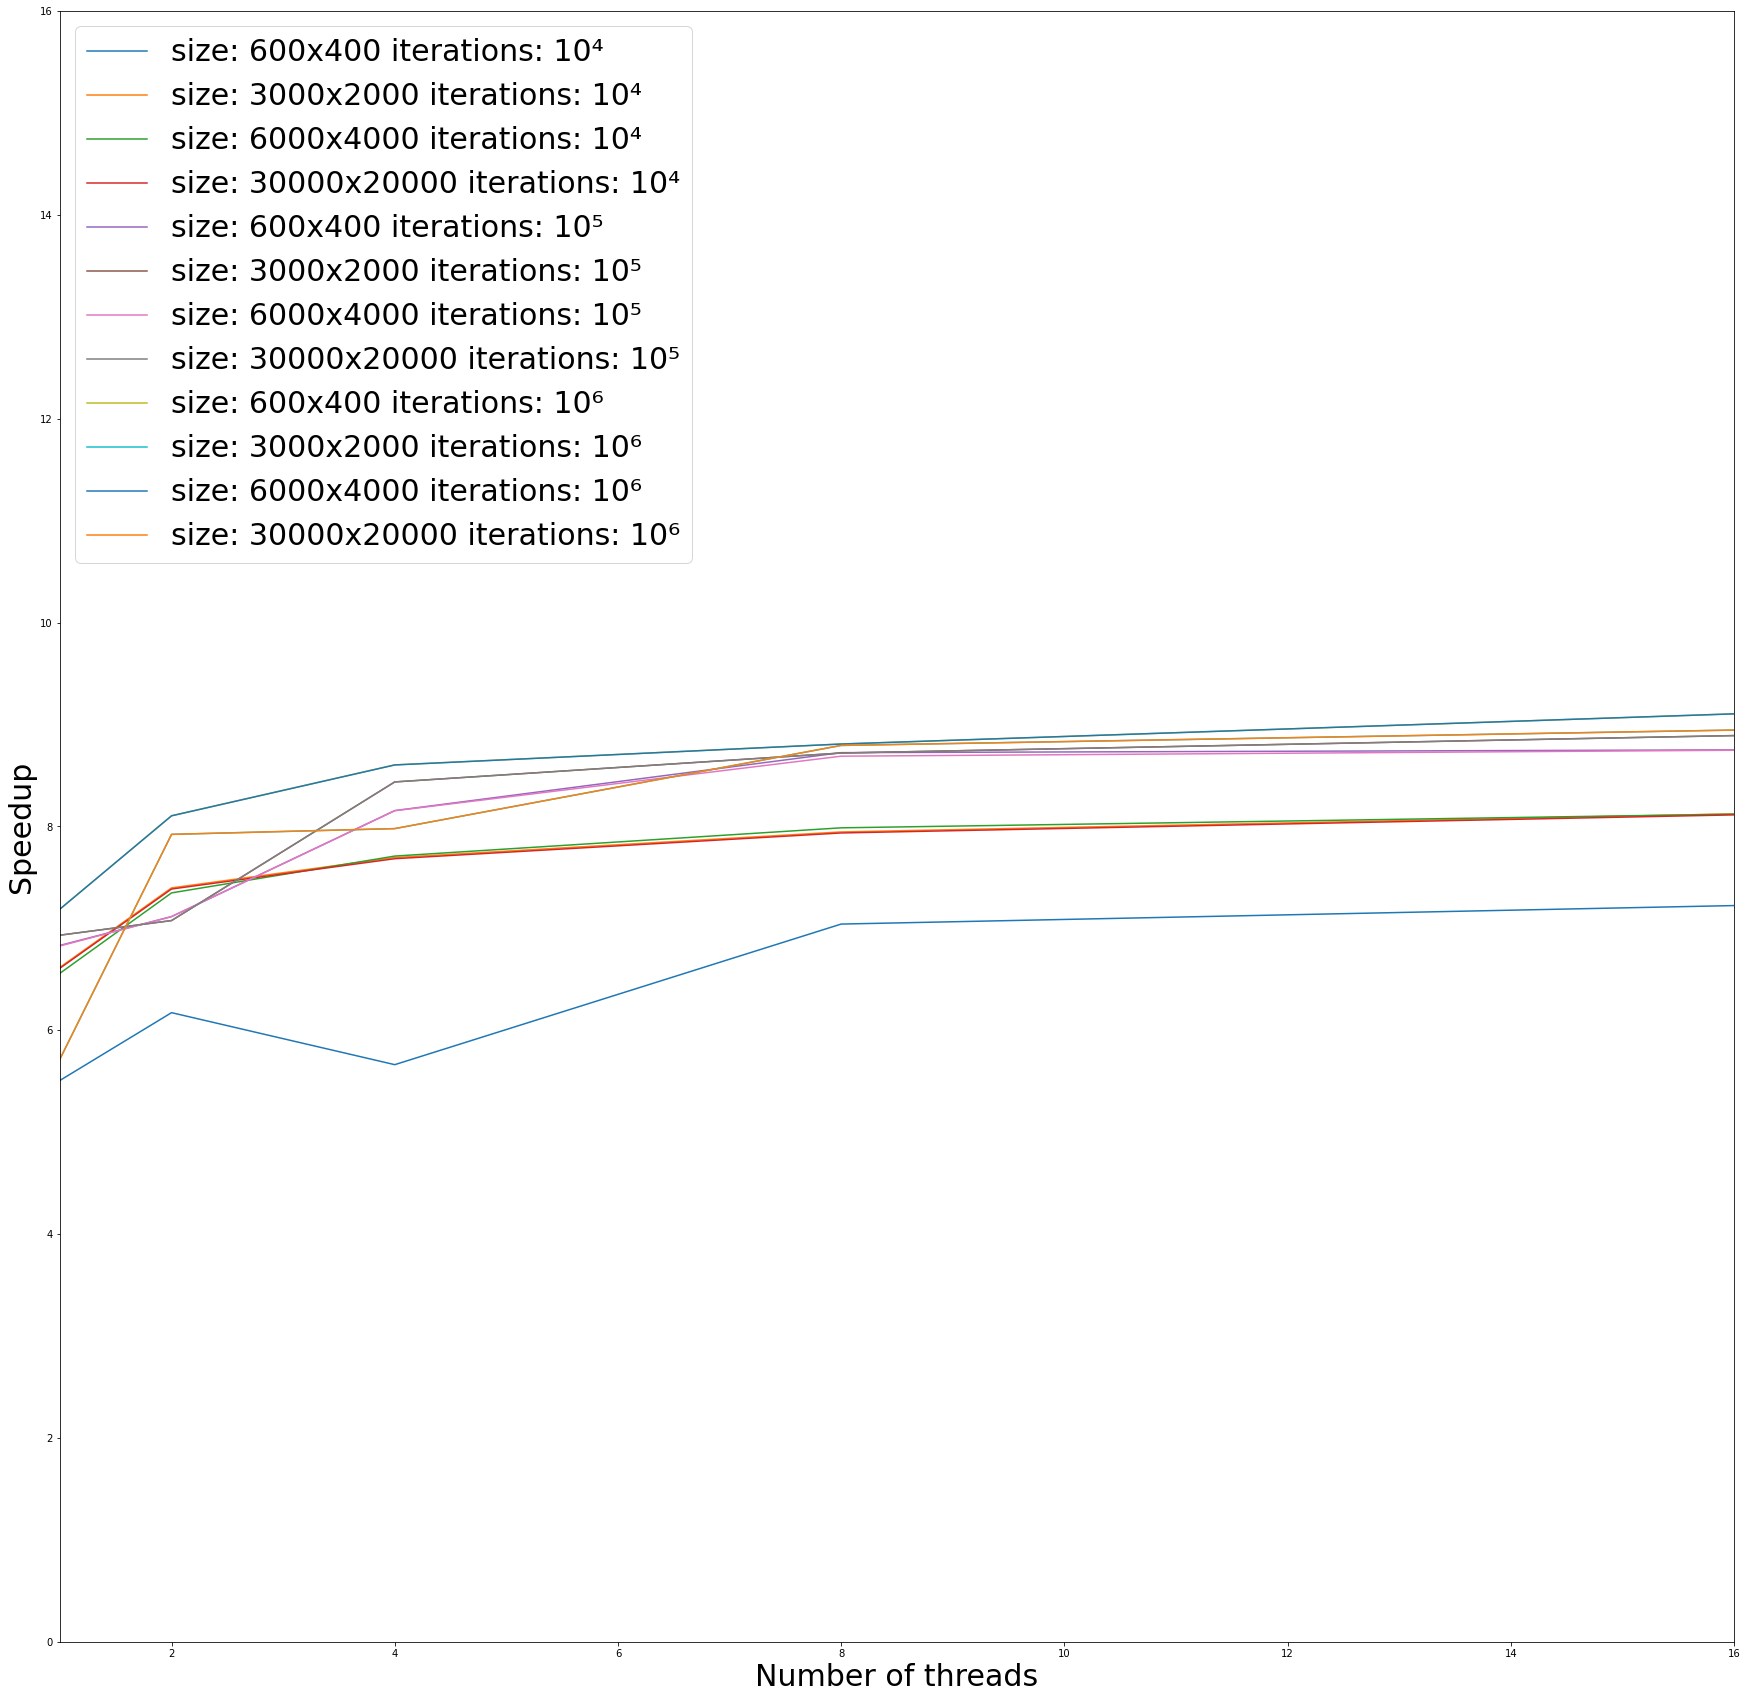 16
size: 600x400 iterations: 10⁴
size: 3000x2000 iterations: 10⁴
size: 6000x4000 iterations: 10⁴
size: 30000x20000 iterations: 10⁴
size: 600x400 iterations: 10⁵
size: 3000x2000 iterations: 10⁵
size: 6000x4000 iterations: 10⁵
size: 30000x20000 iterations: 10⁵
size: 600x400 iterations: 10⁶
size: 3000x2000 iterations: 10⁶
size: 6000x4000 iterations: 10⁶
size: 30000x20000 iterations: 10⁶
14
12
10
8
6
4
2
0
Speedup
2 4 6 8 10 12 14 16
Number of threads